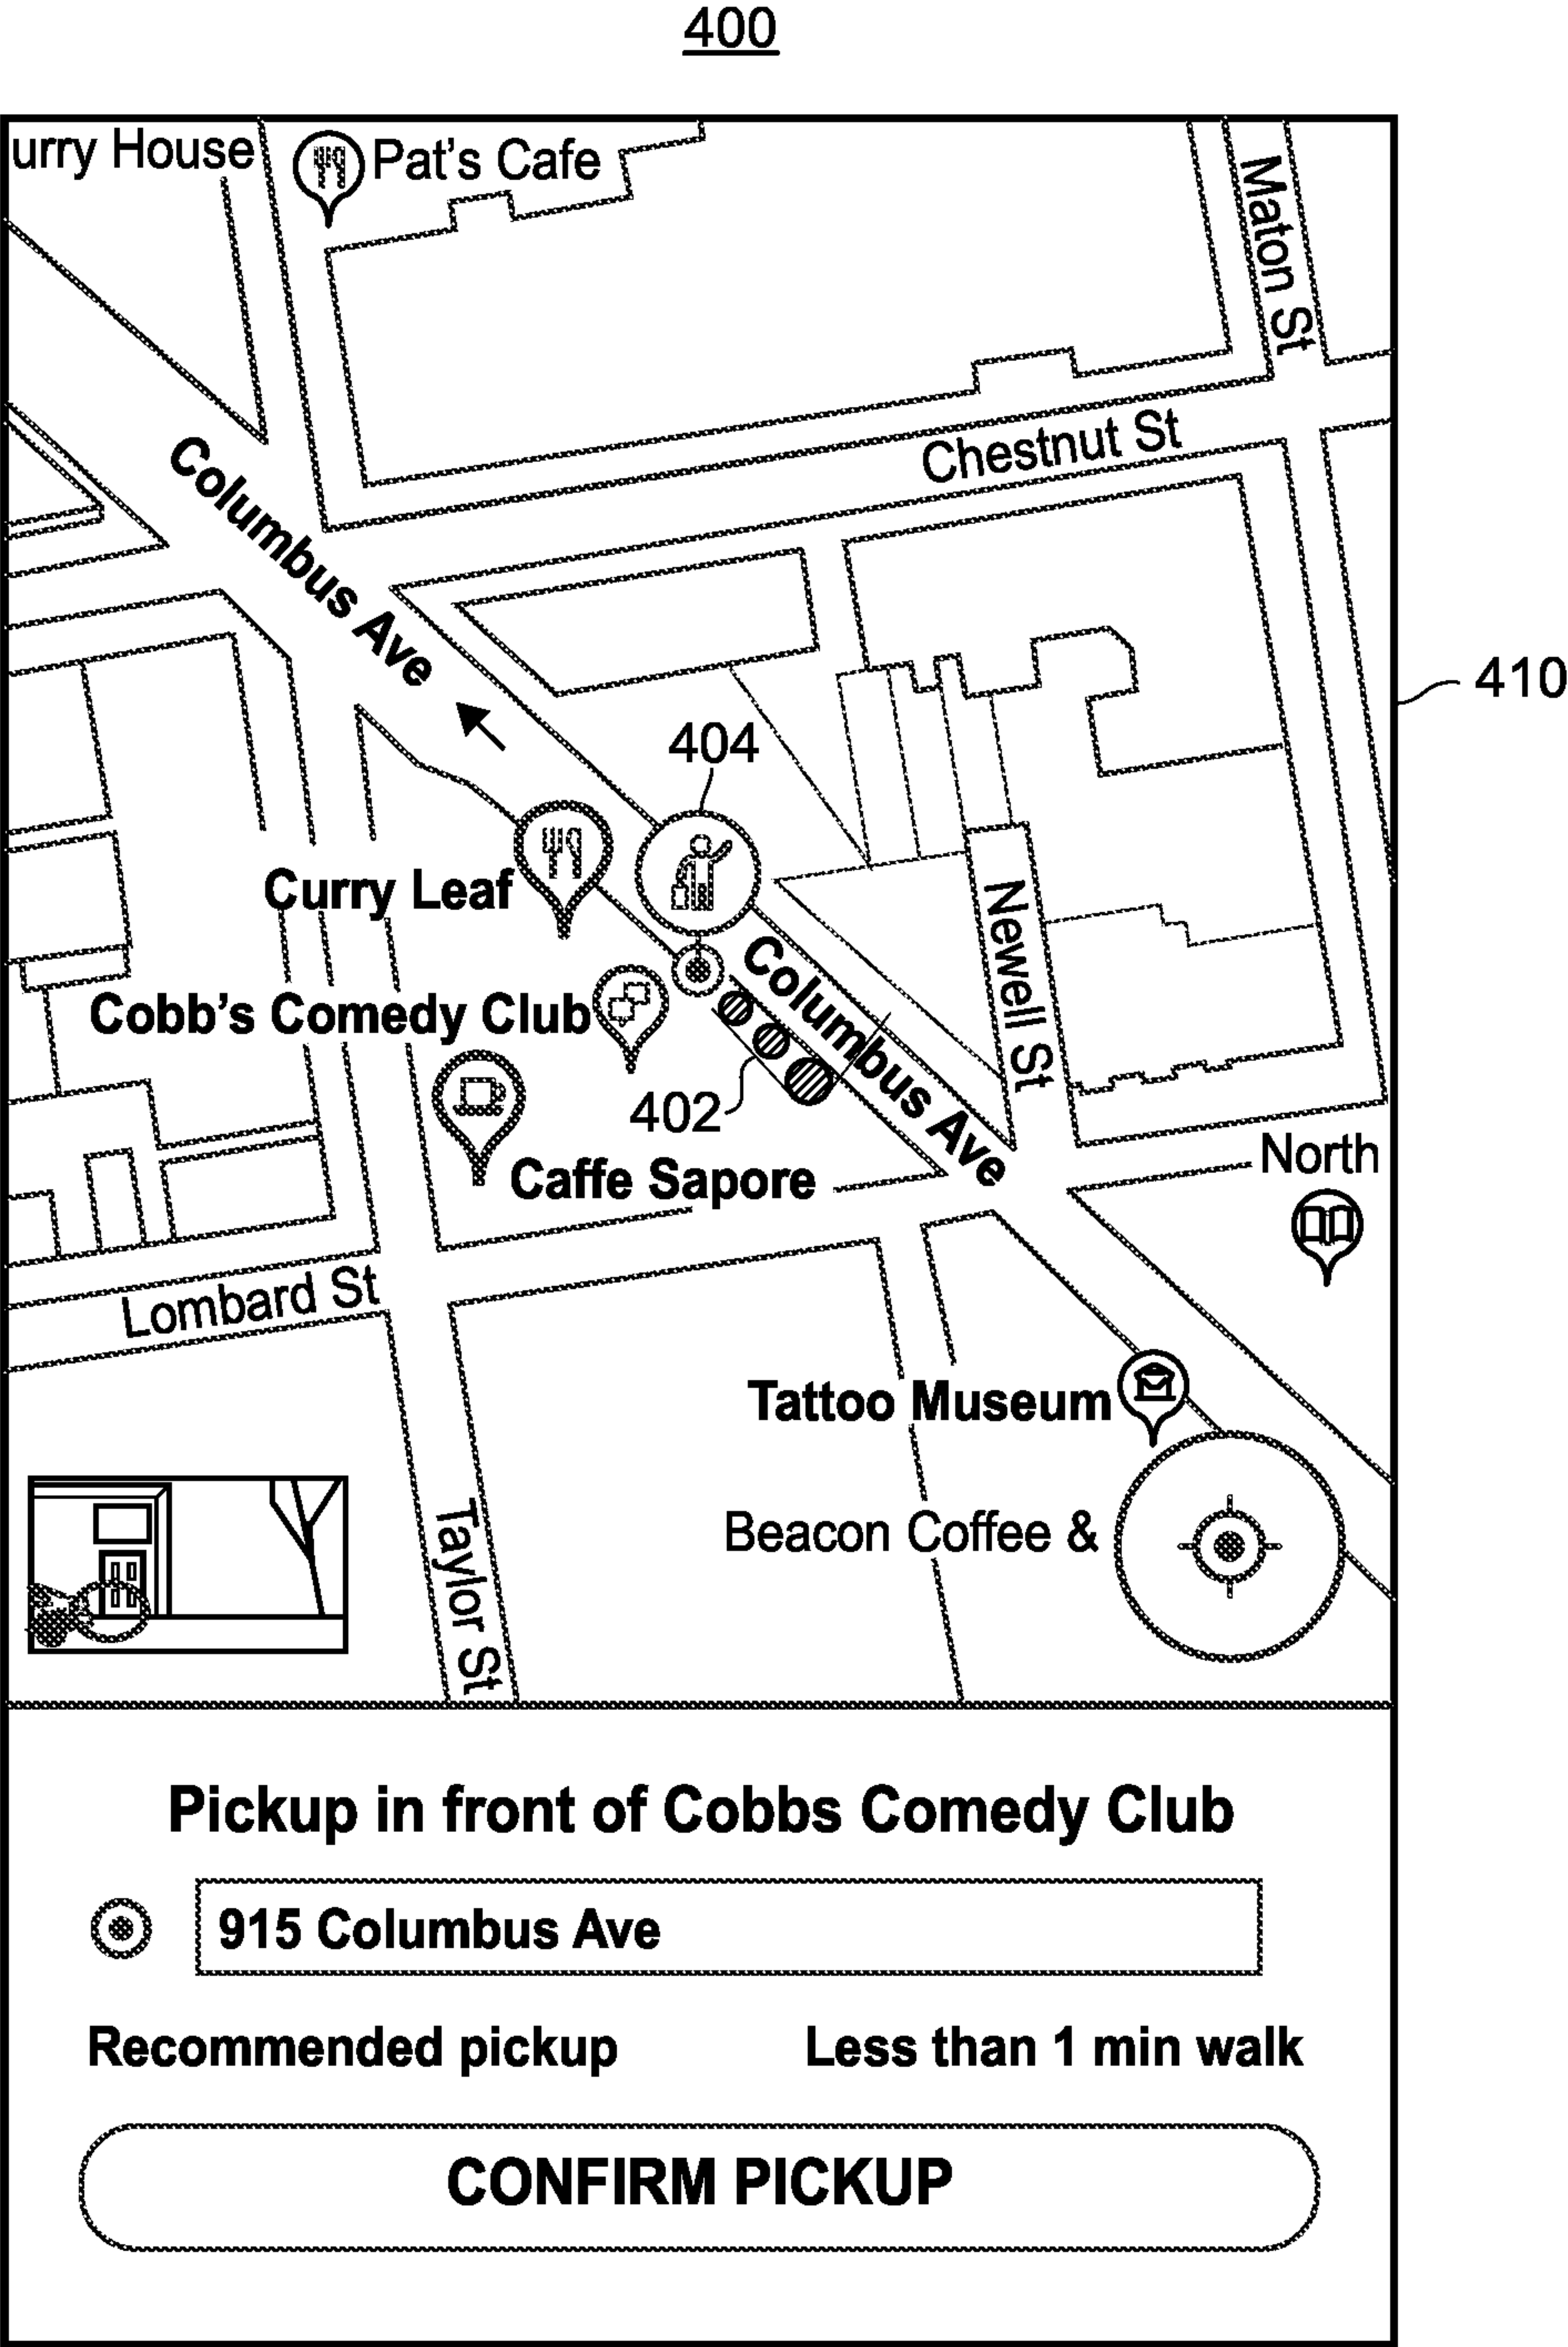 400
urry House
Pat's Cafe
Maton St
Chestnut St
Columbus Ave
410
404
Curry Leaf
Newell St
Columbus Ave
Cobb's Comedy Club
402
Caffe Sapore
North
Lombard St
Tattoo Museum
Beacon Coffee &
Taylor St
Pickup in front of Cobbs Comedy Club
915 Columbus Ave
Recommended pickup Less than 1 min walk
CONFIRM PICKUP